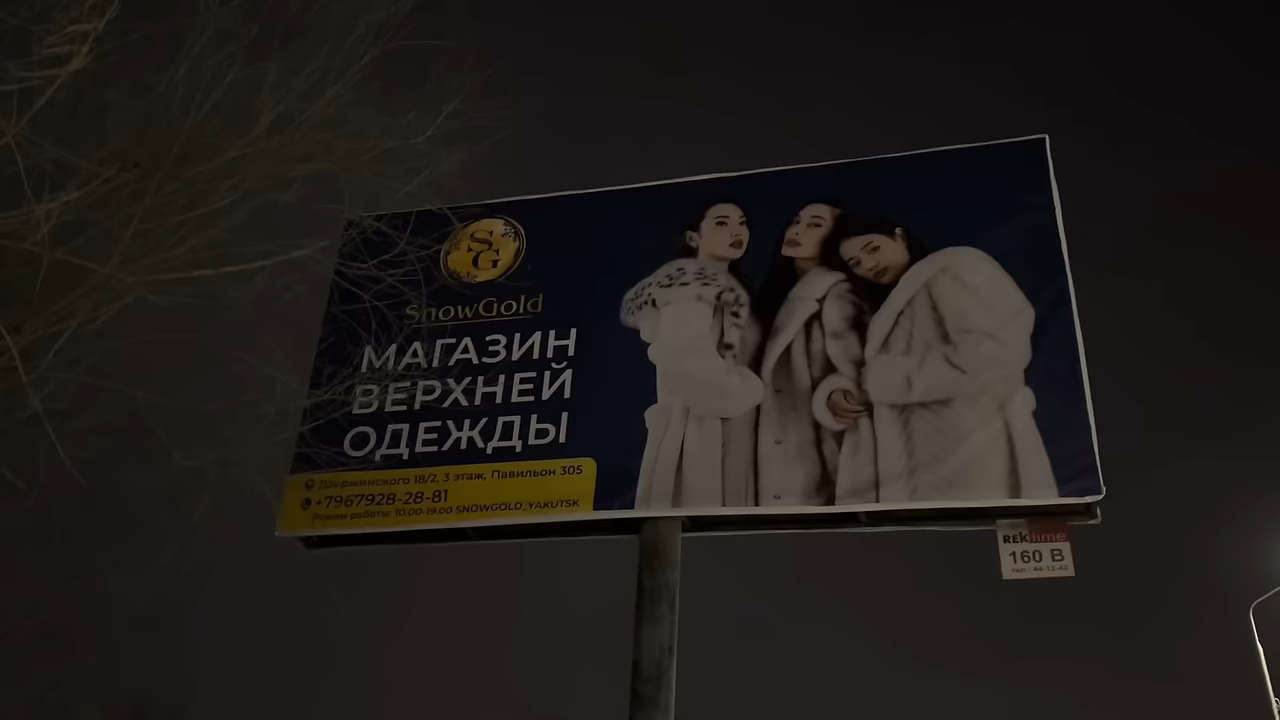 SG
SnowGold
МАГАЗИН
ВЕРХНЕЙ
ОДЕЖДЫ
Дзержинского 18/2, 3 этаж, Павильон 305
+7967928-28-81
Режим работы: 10.00-19.00 SNOWGOLD_YAKUTSK
REKlime
160 В
тел.: 44-12-42